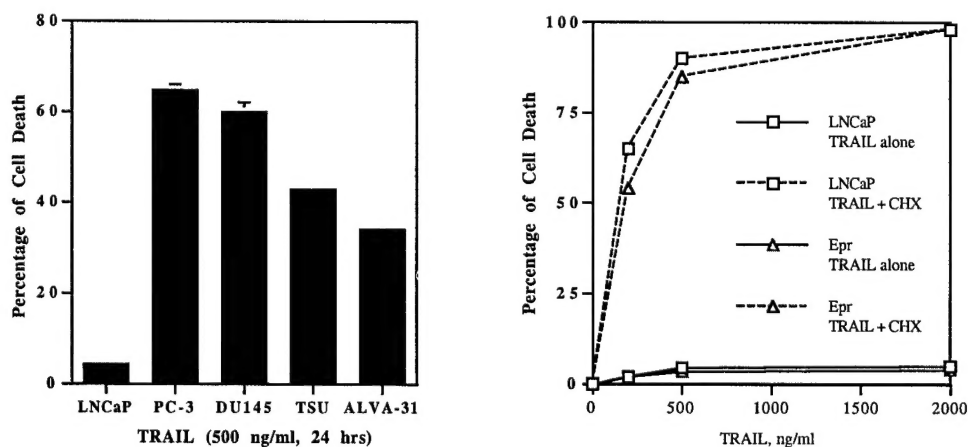 Percentage of Cell Death
80
60
40
20
0
LNCaP PC-3 DU145 TSU ALVA-31
TRAIL (500 ng/ml, 24 hrs)
Percentage of Cell Death
100
75
50
25
0
0 500 1000 1500 2000
TRAIL, ng/ml
LNCaP
TRAIL alone
LNCaP
TRAIL + CHX
Epr
TRAIL alone
Epr
TRAIL + CHX